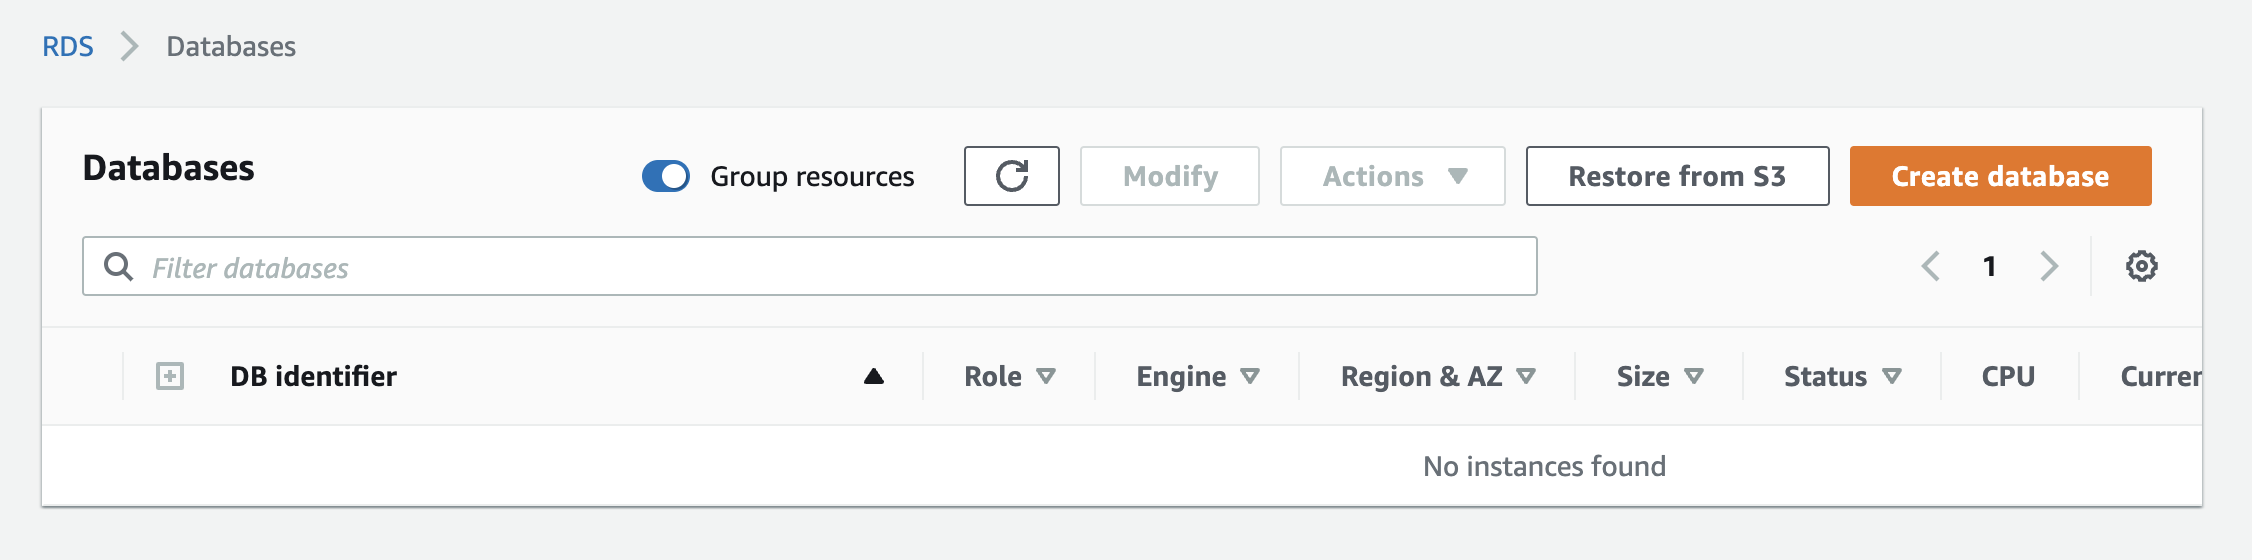 RDS > Databases
Databases
Group resources
Modify
Actions
Restore from S3
Create database
Filter databases
1
DB identifier
Role
Engine
Region & AZ
Size
Status
CPU
Curren
No instances found